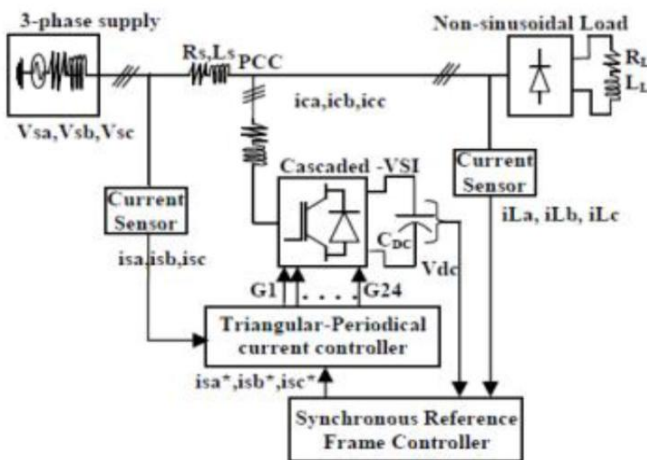 3-phase supply
Non-sinusoidal Load
Rs,Ls
PCC
RL
LL
ica,icb,icc
Vsa,Vsb,Vsc
Cascaded -VSI
Current
Sensor
Current
Sensor
iLa, iLb, iLc
CDC
isa,isb,isc
Vdc
G1
. . . .
G24
Triangular-Periodical
current controller
isa*,isb*,isc*
Synchronous Reference
Frame Controller